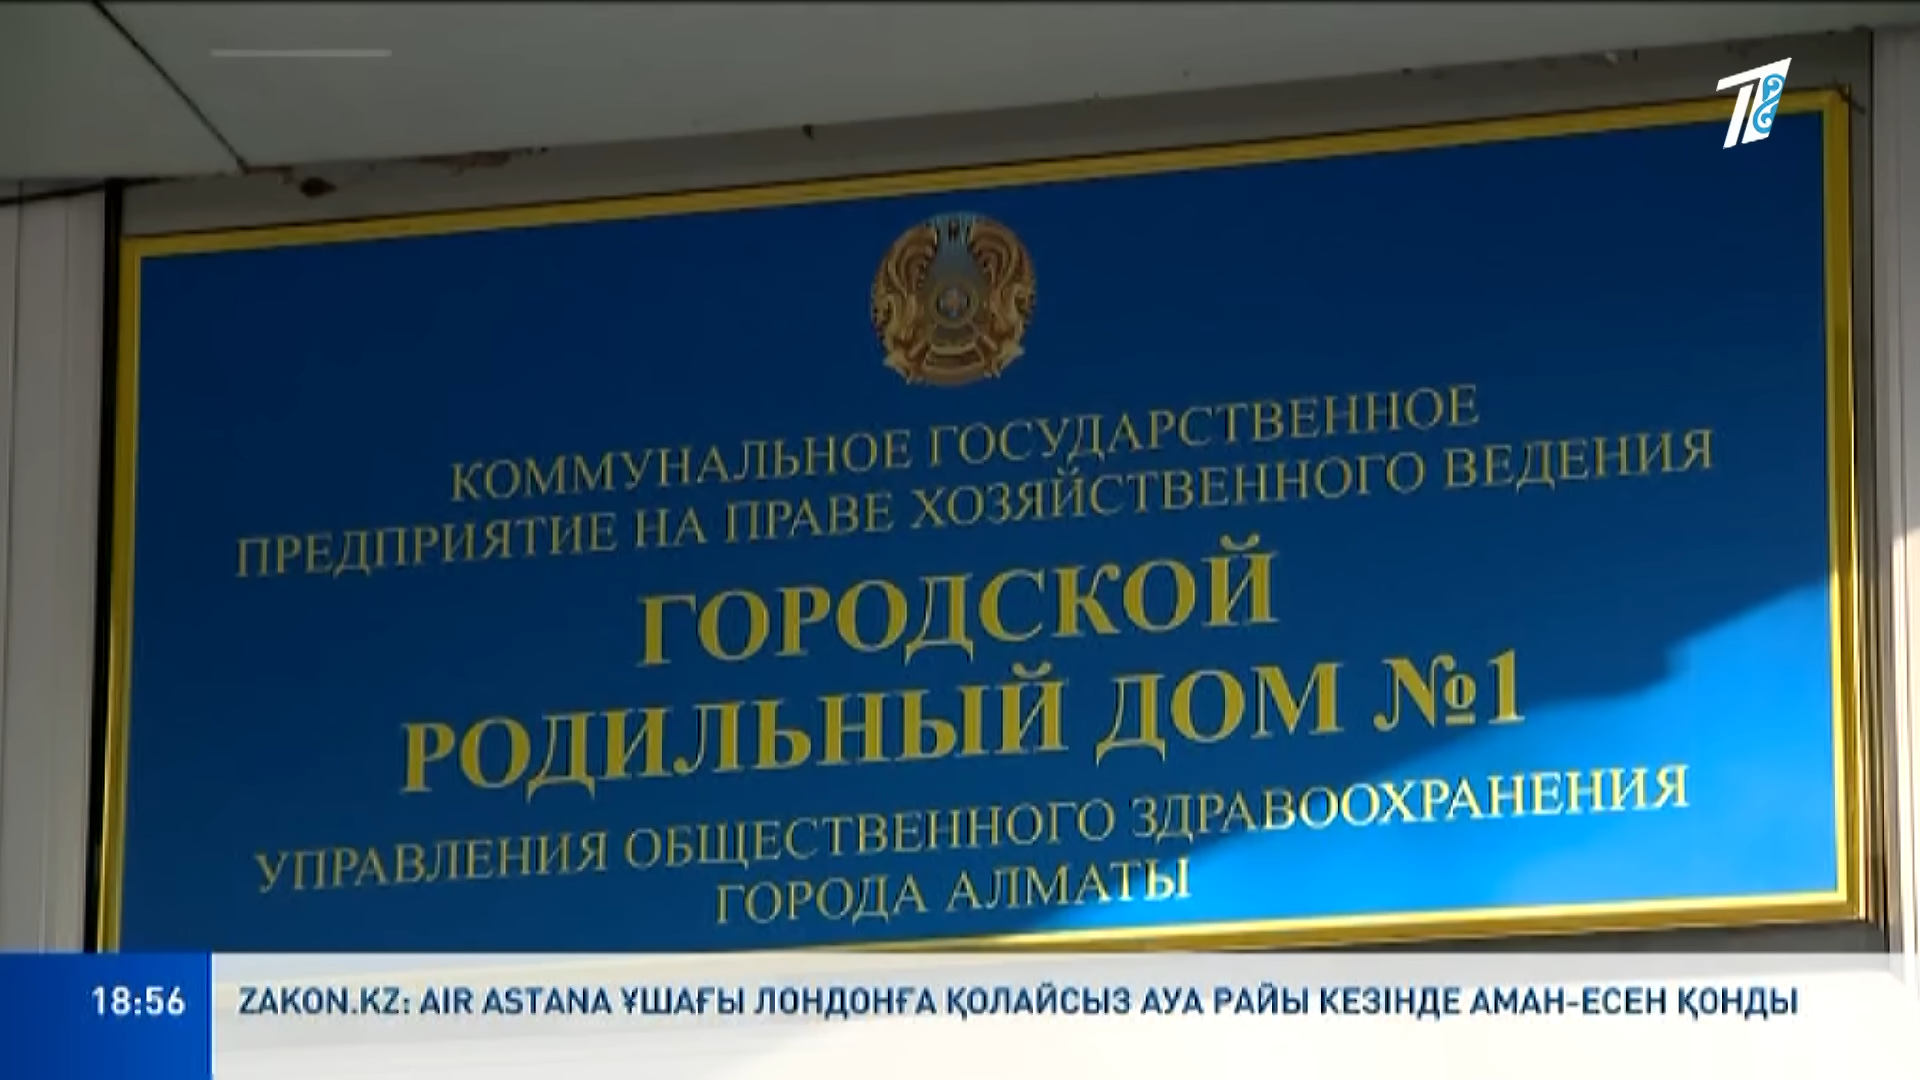 КОММУНАЛЬНОЕ ГОСУДАРСТВЕННОЕ
ПРЕДПРИЯТИЕ НА ПРАВЕ ХОЗЯЙСТВЕННОГО ВЕДЕНИЯ
ГОРОДСКОЙ
РОДИЛЬНЫЙ ДОМ №1
УПРАВЛЕНИЯ ОБЩЕСТВЕННОГО ЗДРАВООХРАНЕНИЯ
ГОРОДА АЛМАТЫ
18:56
ZAKON.KZ: AIR ASTANA ҰШАҒЫ ЛОНДОНҒА ҚОЛАЙСЫЗ АУА РАЙЫ КЕЗІНДЕ АМАН-ЕСЕН ҚОНДЫ